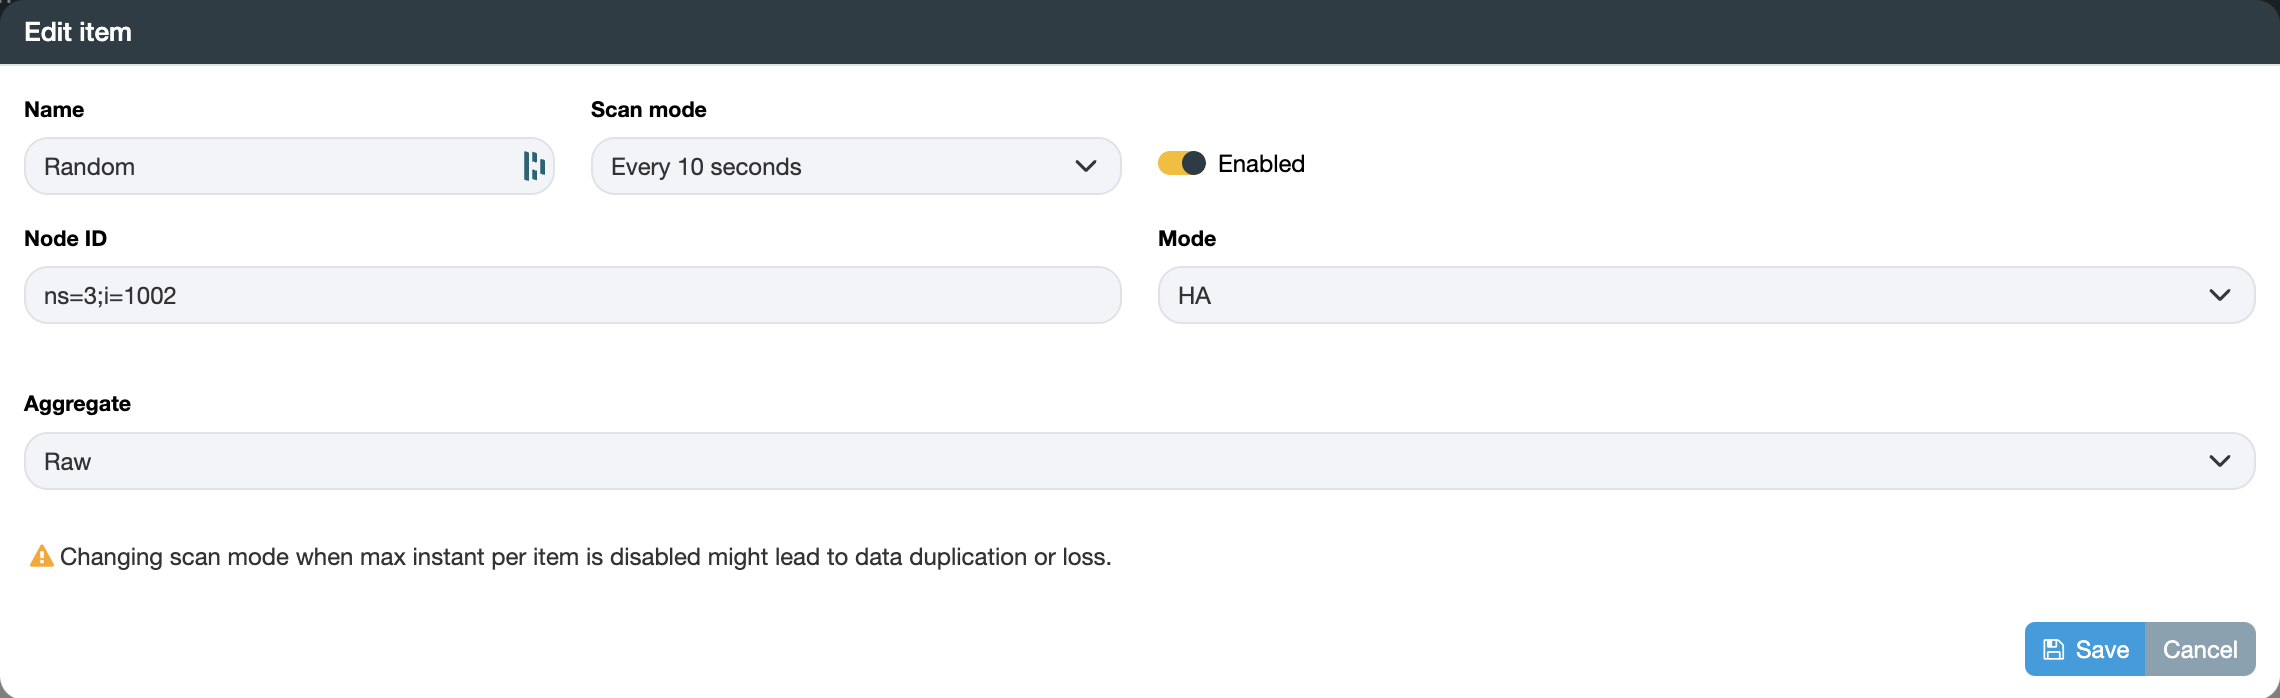 Edit item
Name
Scan mode
Random
Every 10 seconds
Enabled
Node ID
Mode
ns=3;i=1002
HA
Aggregate
Raw
Changing scan mode when max instant per item is disabled might lead to data duplication or loss.
Save
Cancel